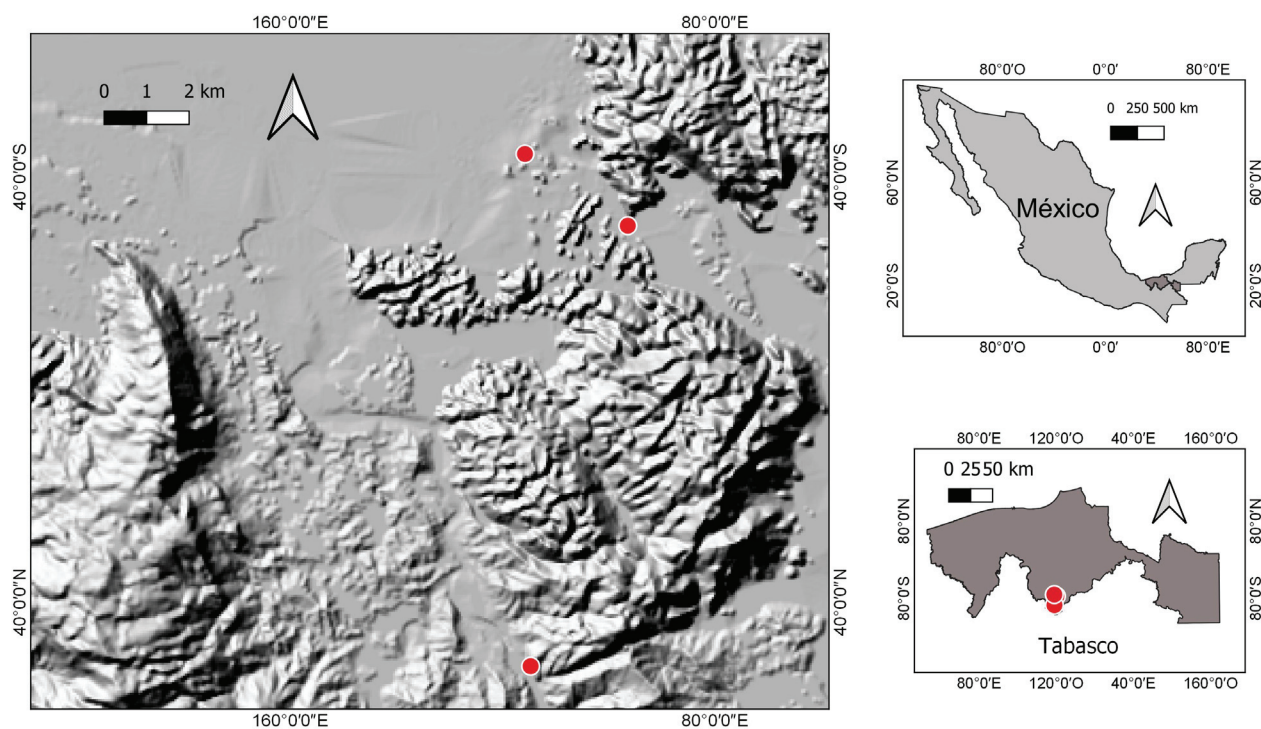 160°0'0"E
80°0'0"E
0 1 2 km
40°0'0"S
40°0'0"S
40°0'0"N
40°0'0"N
160°0'0"E
80°0'0"E
80°0'O
0°0'
80°0'E
0 250 500 km
60°0'N
60°0'N
México
20°0'S
20°0'S
80°0'O
0°0'
80°0'E
80°0'E
120°0'O
40°0'E
160°0'O
0 2550 km
80°0'N
80°0'N
80°0'S
80°0'S
Tabasco
80°0'E
120°0'O
40°0'E
160°0'O